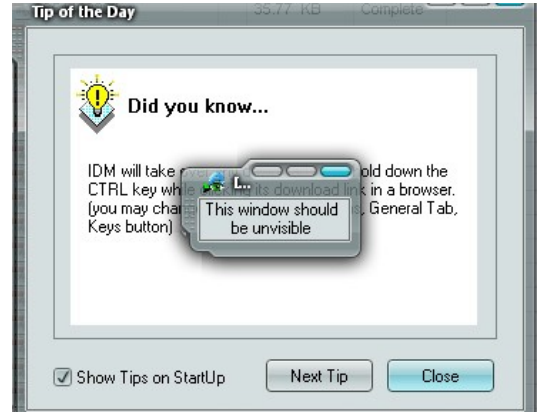 Tip of the Day
35.77 KB Complete
Did you know...
IDM will take over the old down the
CTRL key while its download link in a browser.
(you may chan s, General Tab,
Keys button)
L..
This window should
be unvisible
Show Tips on StartUp
Next Tip
Close